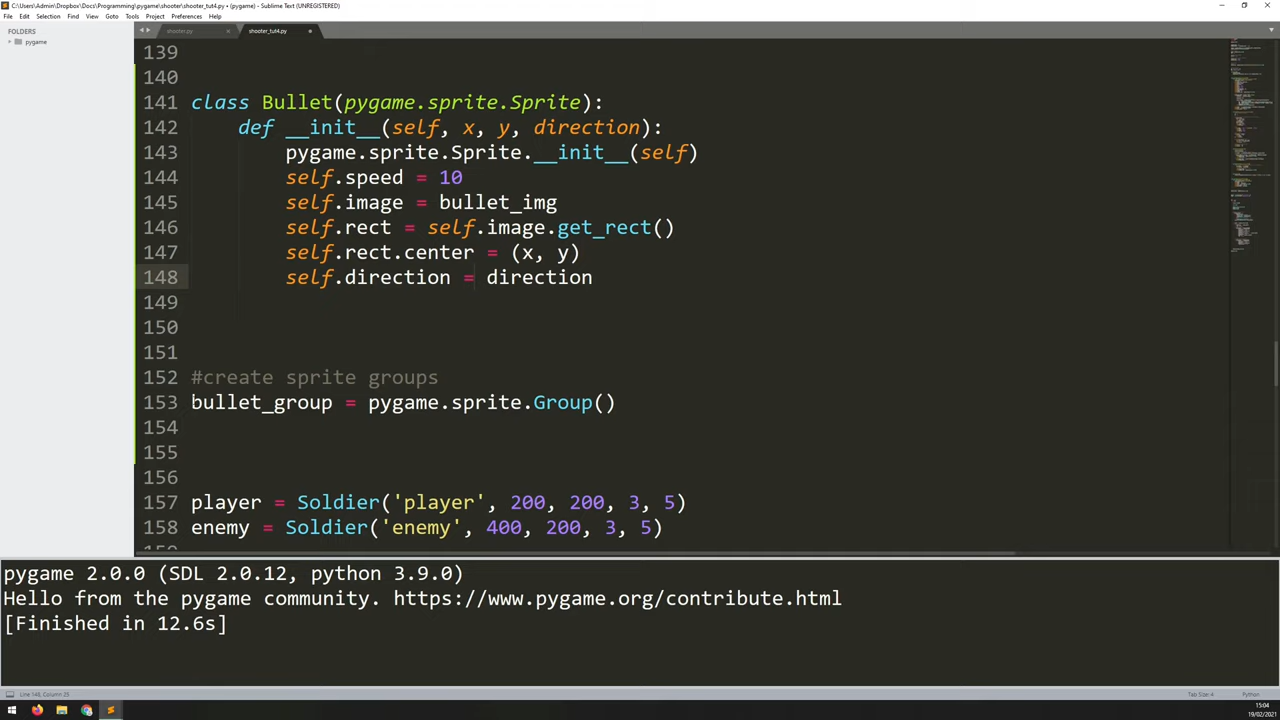 C:\Users\Admin\Dropbox\Docs\Programming\pygame\shooter\shooter_tut4.py • (pygame) - Sublime Text (UNREGISTERED)
File Edit Selection Find View Goto Tools Project Preferences Help
FOLDERS
pygame
shooter.py
shooter_tut4.py
139
140
141 class Bullet(pygame.sprite.Sprite):
142 def __init__(self, x, y, direction):
143 pygame.sprite.Sprite.__init__(self)
144 self.speed = 10
145 self.image = bullet_img
146 self.rect = self.image.get_rect()
147 self.rect.center = (x, y)
148 self.direction = direction
149
150
151
152 #create sprite groups
153 bullet_group = pygame.sprite.Group()
154
155
156
157 player = Soldier('player', 200, 200, 3, 5)
158 enemy = Soldier('enemy', 400, 200, 3, 5)
pygame 2.0.0 (SDL 2.0.12, python 3.9.0)
Hello from the pygame community. https://www.pygame.org/contribute.html
[Finished in 12.6s]
Line 148, Column 25
Tab Size: 4
Python
15:04
19/02/2021